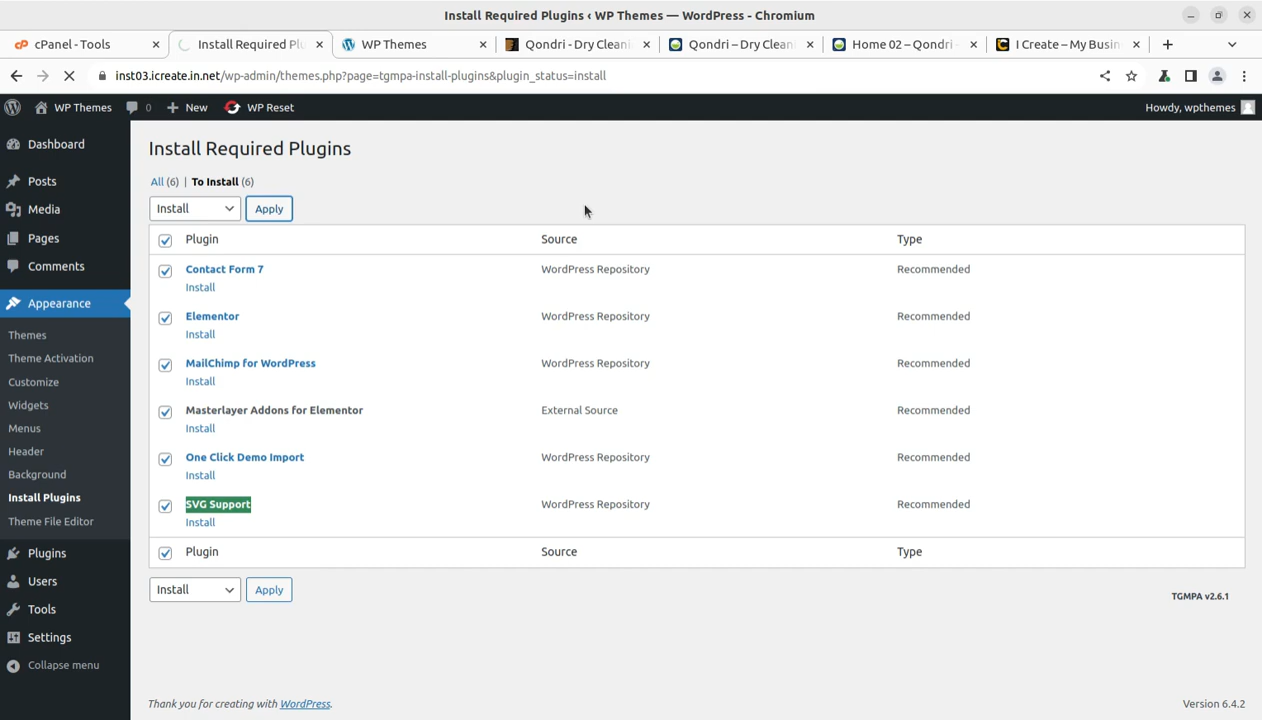 Install Required Plugins ‹ WP Themes — WordPress - Chromium
cPanel - Tools
Install Required Plu
WP Themes
Qondri - Dry Cleani
Qondri – Dry Clean
Home 02 – Qondri -
I Create – My Busin
inst03.icreate.in.net/wp-admin/themes.php?page=tgmpa-install-plugins&plugin_status=install
WP Themes 0 New WP Reset
Howdy, wpthemes
Dashboard
Posts
Media
Pages
Comments
Appearance
Themes
Theme Activation
Customize
Widgets
Menus
Header
Background
Install Plugins
Theme File Editor
Plugins
Users
Tools
Settings
Collapse menu
Install Required Plugins
All (6) | To Install (6)
Install Apply
Plugin Source Type
Contact Form 7 WordPress Repository Recommended
Install
Elementor WordPress Repository Recommended
Install
MailChimp for WordPress WordPress Repository Recommended
Install
Masterlayer Addons for Elementor External Source Recommended
Install
One Click Demo Import WordPress Repository Recommended
Install
SVG Support WordPress Repository Recommended
Install
Plugin Source Type
Install Apply
TGMPA v2.6.1
Thank you for creating with WordPress.
Version 6.4.2